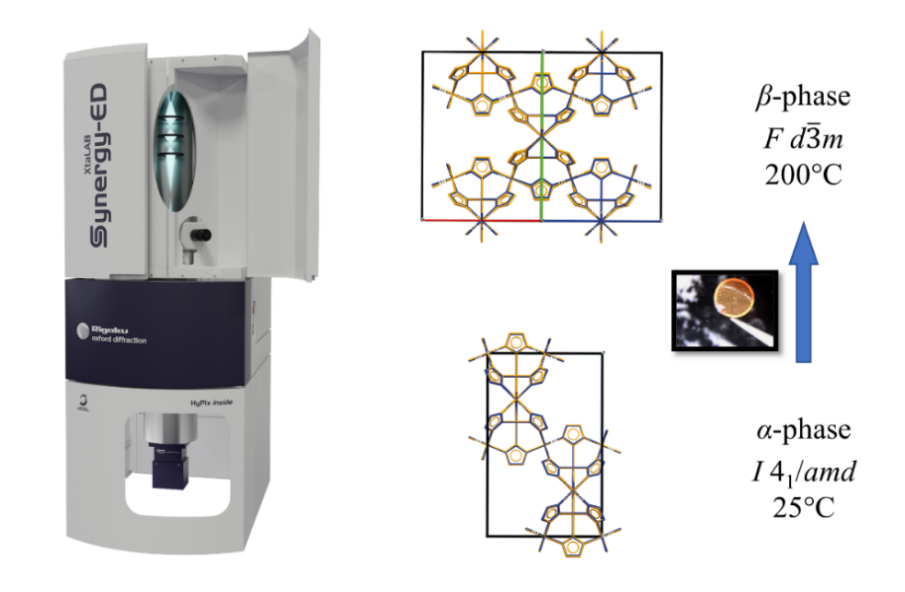 XtaLAB
Synergy-ED
Rigaku
oxford diffraction
HyPix inside
β-phase
F d3̅m
200°C
α-phase
I 4₁/amd
25°C